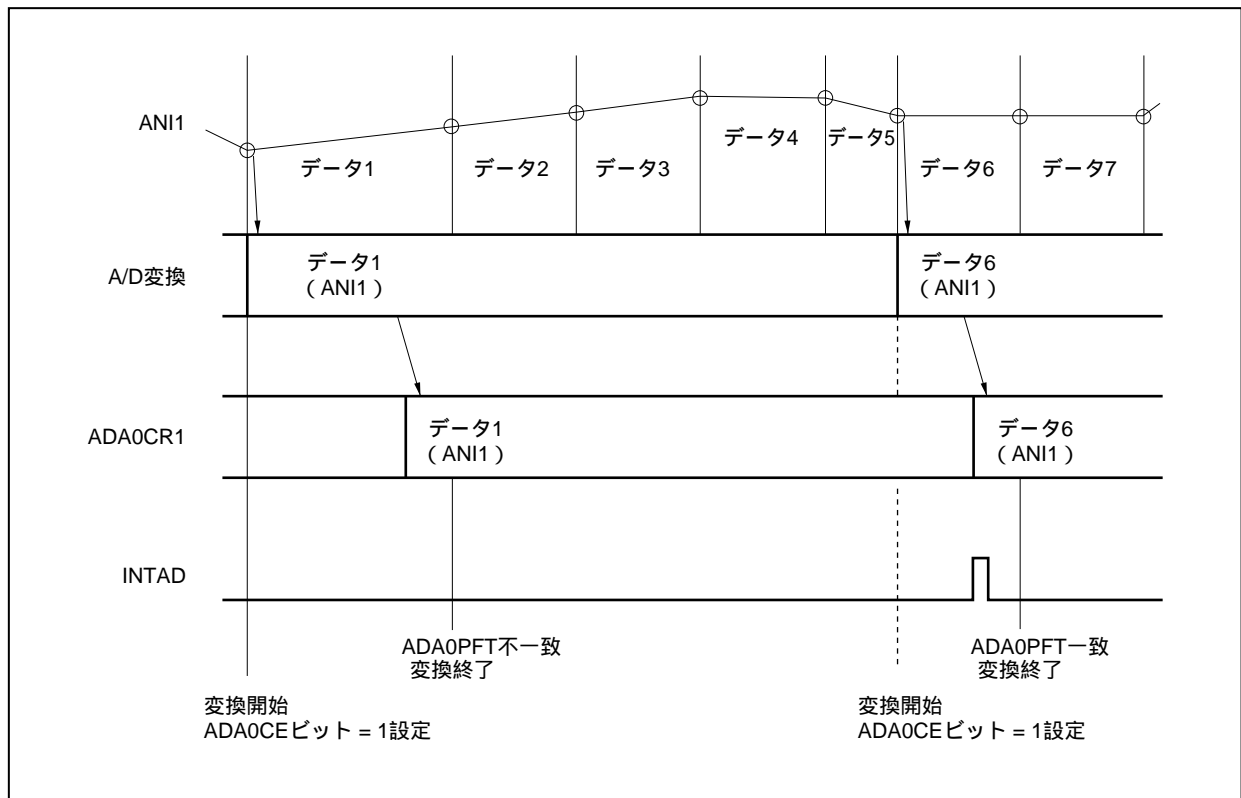 ANI1
データ1
データ2
データ3
データ4
データ5
データ6
データ7
A/D変換
データ1
（ANI1）
データ6
（ANI1）
ADA0CR1
データ1
（ANI1）
データ6
（ANI1）
INTAD
ADA0PFT不一致
変換終了
ADA0PFT一致
変換終了
変換開始
ADA0CEビット = 1設定
変換開始
ADA0CEビット = 1設定